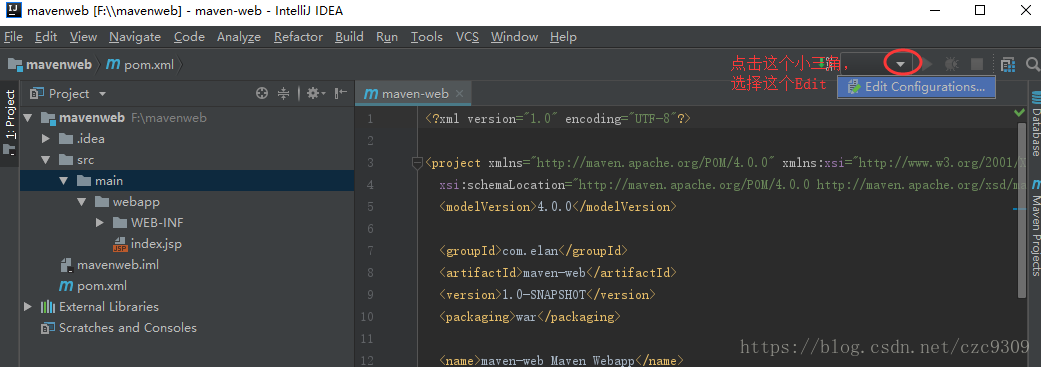 IJ mavenweb [F:\\mavenweb] - maven-web - IntelliJ IDEA
File Edit View Navigate Code Analyze Refactor Build Run Tools VCS Window Help
mavenweb m pom.xml
点击这个小三角，
选择这个Edit
Edit Configurations...
1: Project
Project
m maven-web
mavenweb F:\mavenweb
.idea
src
main
webapp
WEB-INF
JSP index.jsp
mavenweb.iml
m pom.xml
External Libraries
Scratches and Consoles
1 <?xml version="1.0" encoding="UTF-8"?>
2
3 <project xmlns="http://maven.apache.org/POM/4.0.0" xmlns:xsi="http://www.w3.org/2001/X
4 xsi:schemaLocation="http://maven.apache.org/POM/4.0.0 http://maven.apache.org/xsd/ma
5 <modelVersion>4.0.0</modelVersion>
6
7 <groupId>com.elan</groupId>
8 <artifactId>maven-web</artifactId>
9 <version>1.0-SNAPSHOT</version>
10 <packaging>war</packaging>
11
12 <name>maven-web Maven Webapp</name>
Database
m Maven Projects
https://blog.csdn.net/czc9309